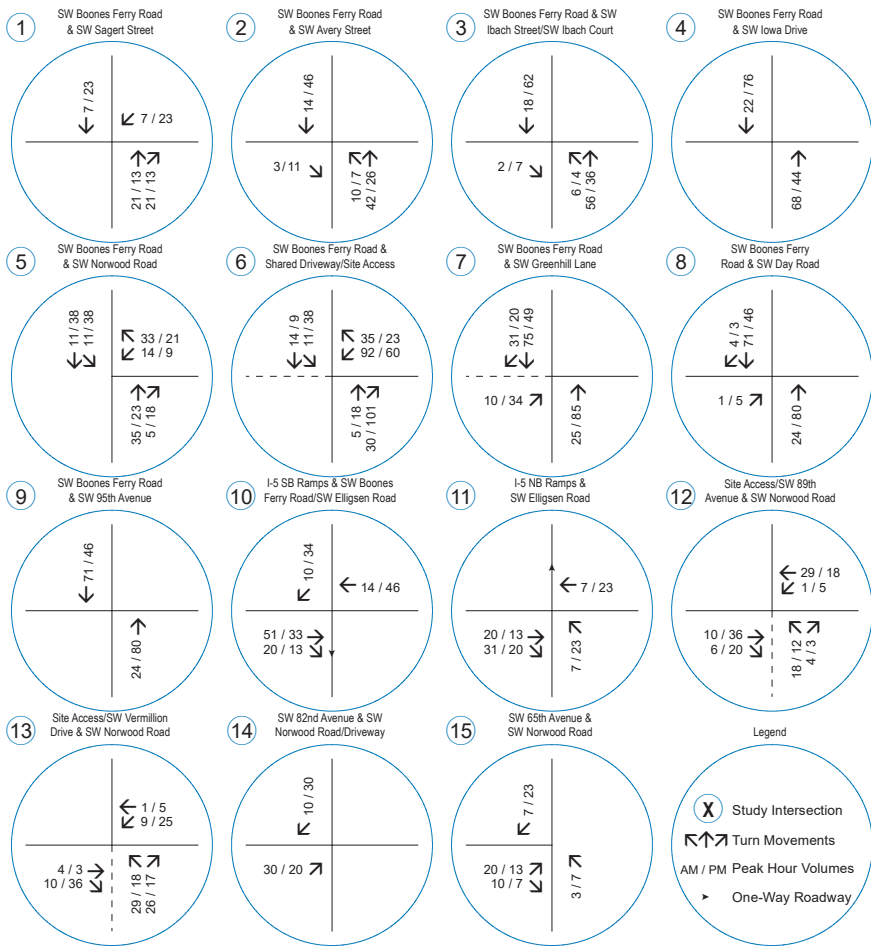 1
SW Boones Ferry Road
& SW Sagert Street
7 / 23
7 / 23
21 / 13
21 / 13
2
SW Boones Ferry Road
& SW Avery Street
14 / 46
3 / 11
10 / 7
42 / 26
3
SW Boones Ferry Road & SW
Ibach Street/SW Ibach Court
18 / 62
2 / 7
6 / 4
56 / 36
4
SW Boones Ferry Road
& SW Iowa Drive
22 / 76
68 / 44
5
SW Boones Ferry Road
& SW Norwood Road
11 / 38
11 / 38
33 / 21
14 / 9
35 / 23
5 / 18
6
SW Boones Ferry Road &
Shared Driveway/Site Access
14 / 9
11 / 38
35 / 23
92 / 60
5 / 18
30 / 101
7
SW Boones Ferry Road
& SW Greenhill Lane
31 / 20
75 / 49
10 / 34
25 / 85
8
SW Boones Ferry
Road & SW Day Road
4 / 3
71 / 46
1 / 5
24 / 80
9
SW Boones Ferry Road
& SW 95th Avenue
71 / 46
24 / 80
10
I-5 SB Ramps & SW Boones
Ferry Road/SW Elligsen Road
10 / 34
14 / 46
51 / 33
20 / 13
11
I-5 NB Ramps &
SW Elligsen Road
7 / 23
20 / 13
31 / 20
7 / 23
12
Site Access/SW 89th
Avenue & SW Norwood Road
29 / 18
1 / 5
10 / 36
6 / 20
18 / 12
4 / 3
13
Site Access/SW Vermillion
Drive & SW Norwood Road
1 / 5
9 / 25
4 / 3
10 / 36
29 / 18
26 / 17
14
SW 82nd Avenue & SW
Norwood Road/Driveway
10 / 30
30 / 20
15
SW 65th Avenue &
SW Norwood Road
7 / 23
20 / 13
10 / 7
3 / 7
Legend
X Study Intersection
Turn Movements
AM / PM Peak Hour Volumes
One-Way Roadway